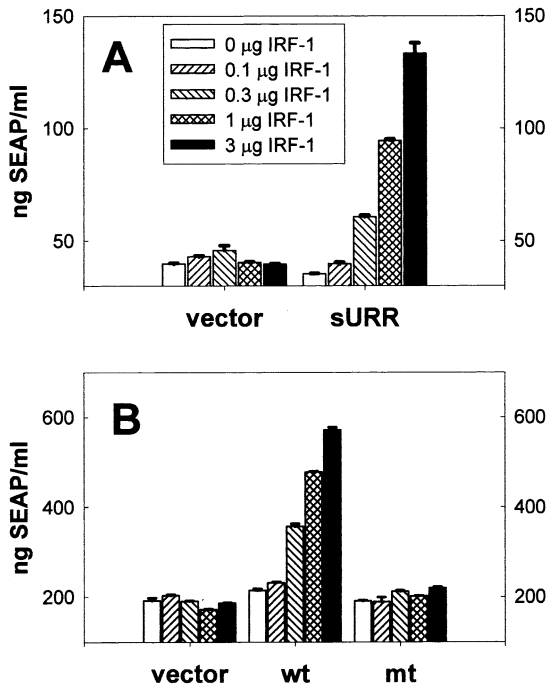 A
0 μg IRF-1
0.1 μg IRF-1
0.3 μg IRF-1
1 μg IRF-1
3 μg IRF-1
ng SEAP/ml
150
100
50
150
100
50
vector sURR
B
ng SEAP/ml
600
400
200
600
400
200
vector wt mt